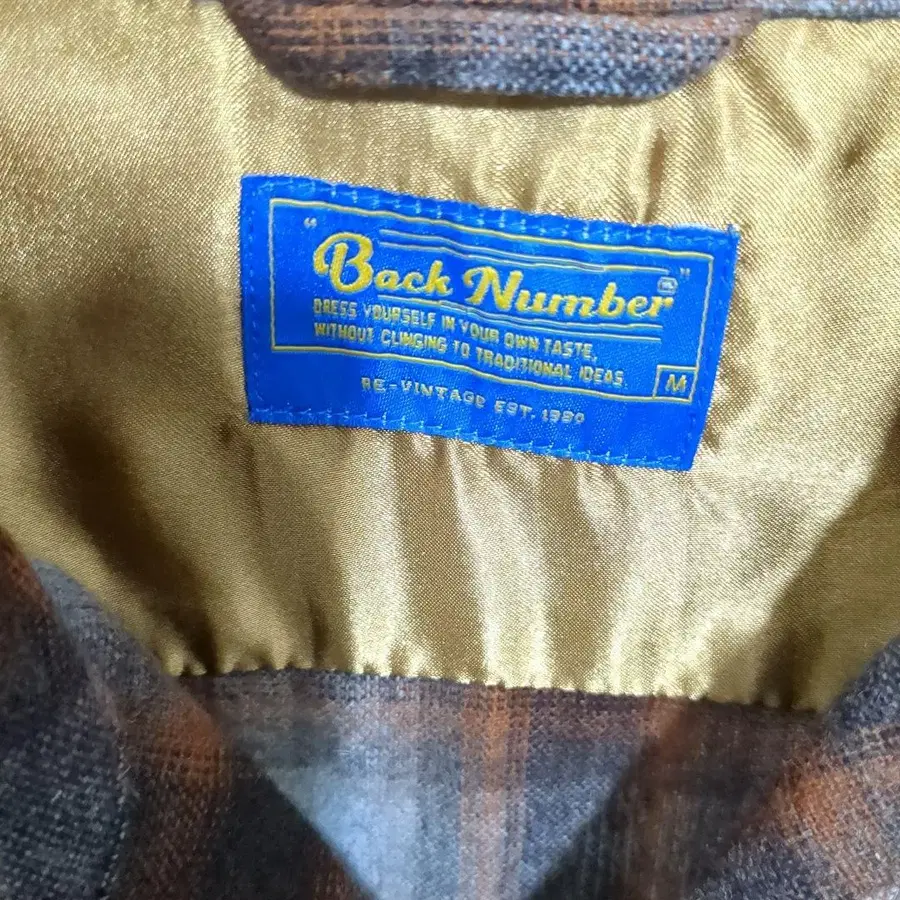 "Back Number"
DRESS YOURSELF IN YOUR OWN TASTE,
WITHOUT CLINGING TO TRADITIONAL IDEAS.
M
RE-VINTAGE EST. 1990